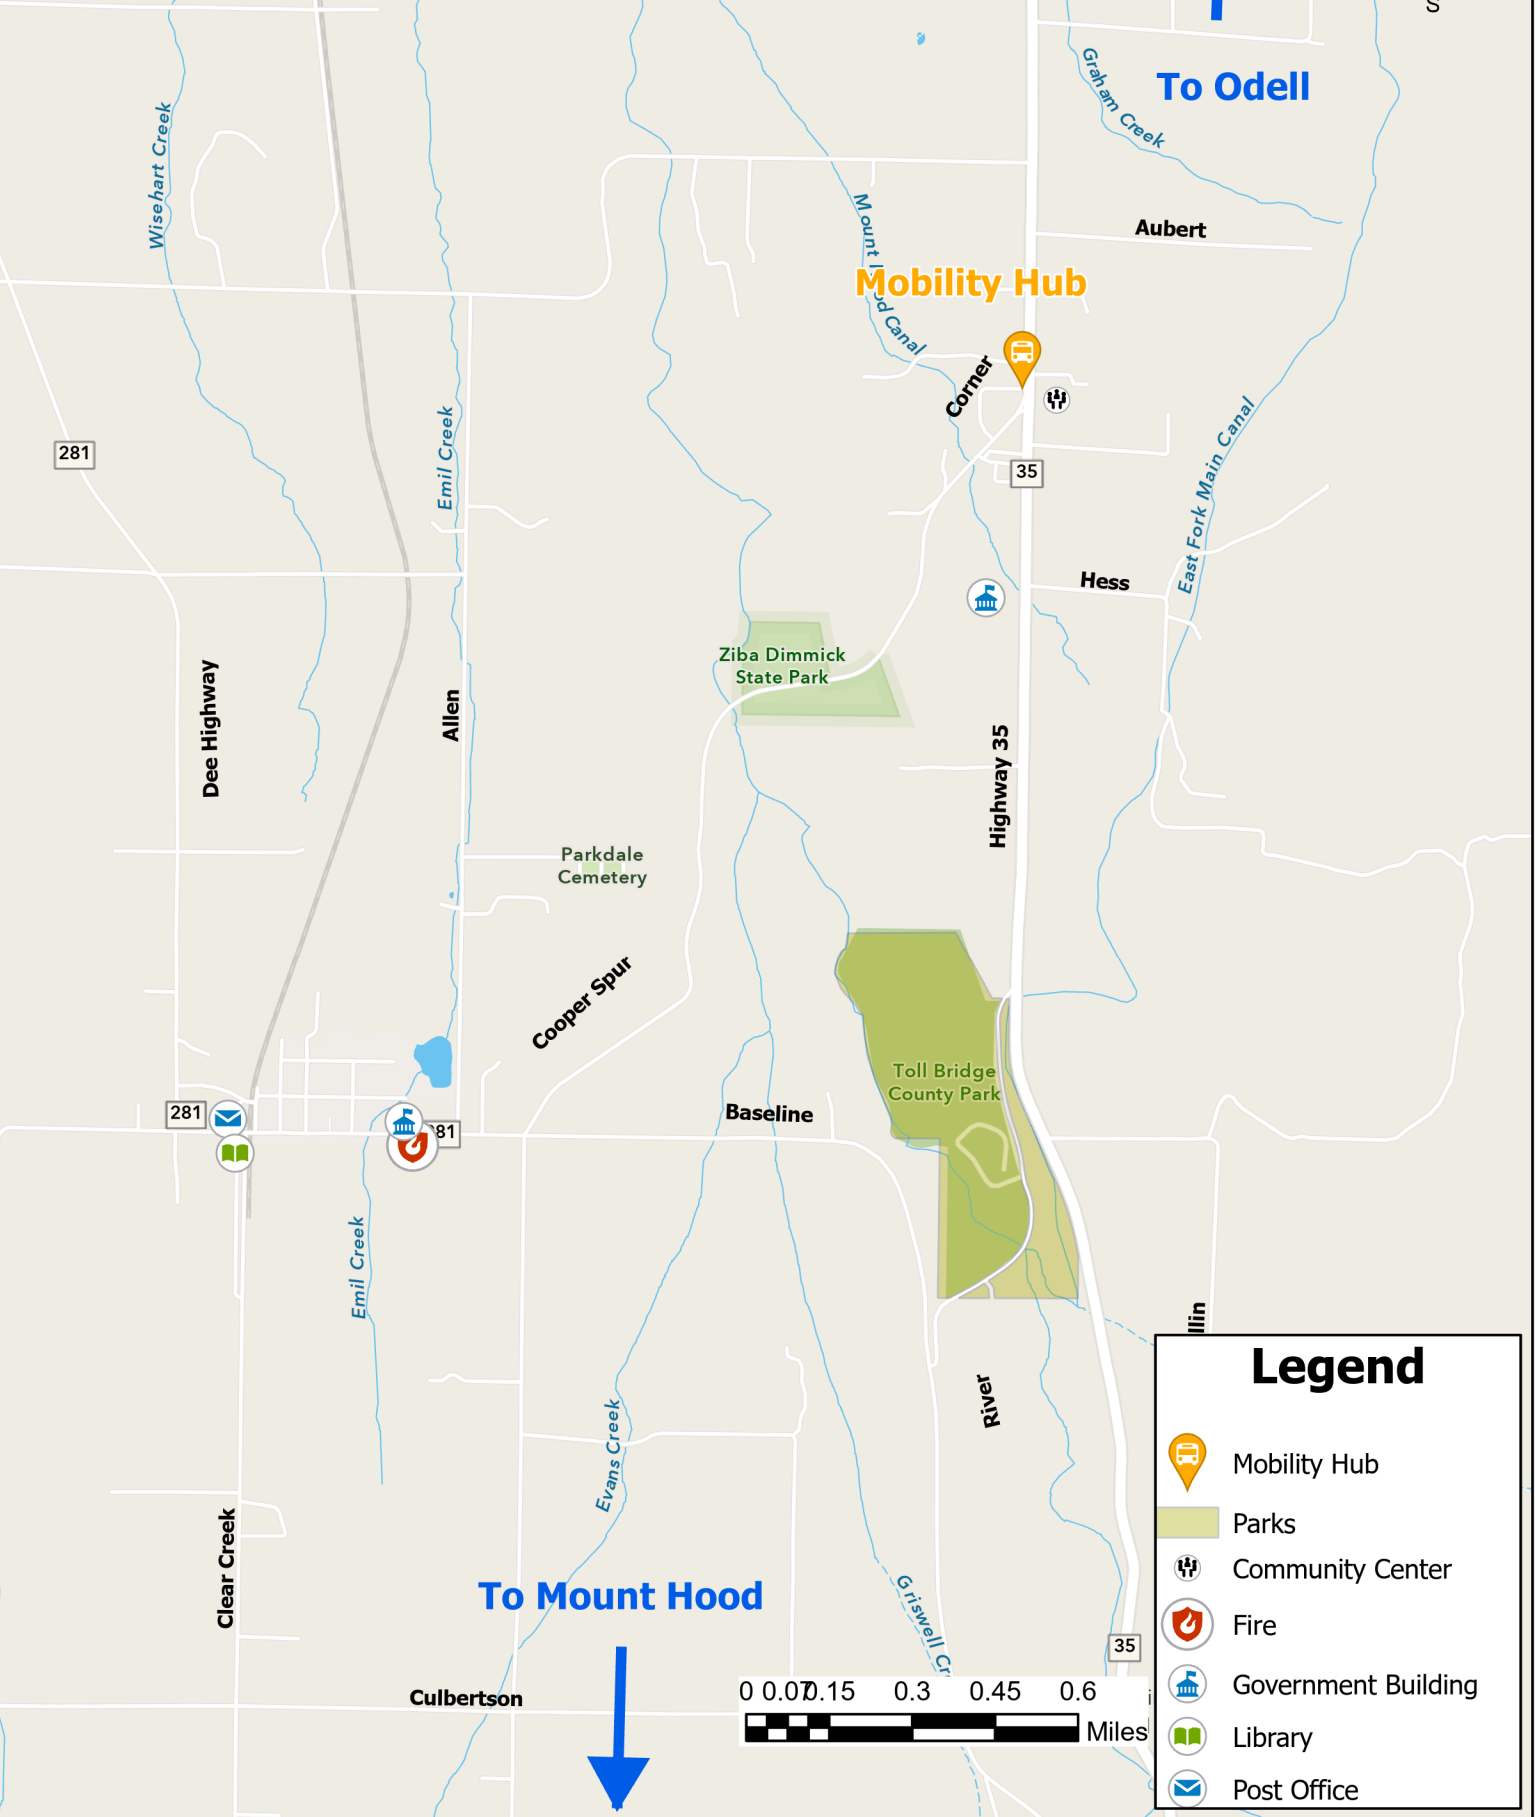 S
To Odell
Graham Creek
Wisehart Creek
Mount Hood Canal
Aubert
Mobility Hub
Corner
281
Emil Creek
35
East Fork Main Canal
Hess
Ziba Dimmick
State Park
Dee Highway
Allen
Highway 35
Parkdale
Cemetery
Cooper Spur
Toll Bridge
County Park
281
Baseline
Emil Creek
River
Evans Creek
Clear Creek
To Mount Hood
Griswell Cre
35
Culbertson
0 0.07 0.15 0.3 0.45 0.6
Miles
Legend
Mobility Hub
Parks
Community Center
Fire
Government Building
Library
Post Office